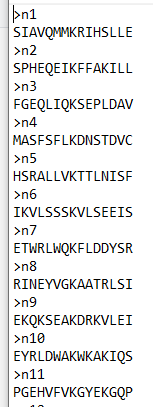 >n1
SIAVQMMKRIHSLLE
>n2
SPHEQEIKFFAKILL
>n3
FGEQLIQKSEPLDAV
>n4
MASFSFLKDNSTDVC
>n5
HSRALLVKTTLNISF
>n6
IKVLSSSKVLSEEIS
>n7
ETWRLWQKFLDDYSR
>n8
RINEYVGKAATRLSI
>n9
EKQKSEAKDRKVLEI
>n10
EYRLDWAKWKAKIQS
>n11
PGEHVFVKGYEKGQP